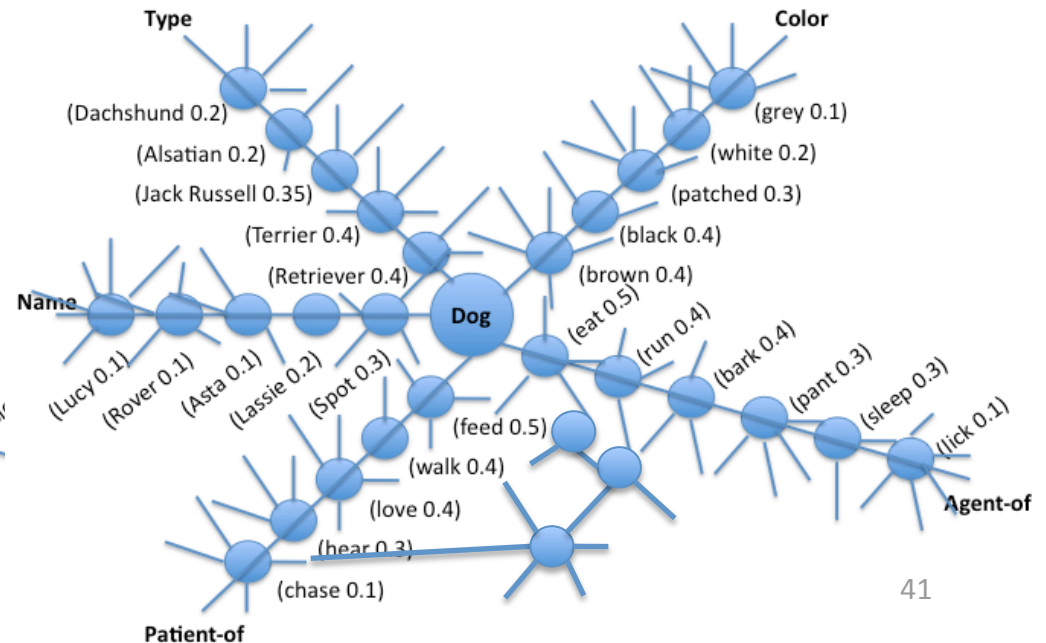 Type
Color
(Dachshund 0.2)
(grey 0.1)
(Alsatian 0.2)
(white 0.2)
(Jack Russell 0.35)
(patched 0.3)
(Terrier 0.4)
(black 0.4)
(Retriever 0.4)
(brown 0.4)
Name
Dog
(eat 0.5)
(run 0.4)
(bark 0.4)
(pant 0.3)
(sleep 0.3)
(lick 0.1)
(Lucy 0.1)
(Rover 0.1)
(Asta 0.1)
(Lassie 0.2)
(Spot 0.3)
(feed 0.5)
(walk 0.4)
(love 0.4)
(hear 0.3)
(chase 0.1)
Agent-of
Patient-of
41